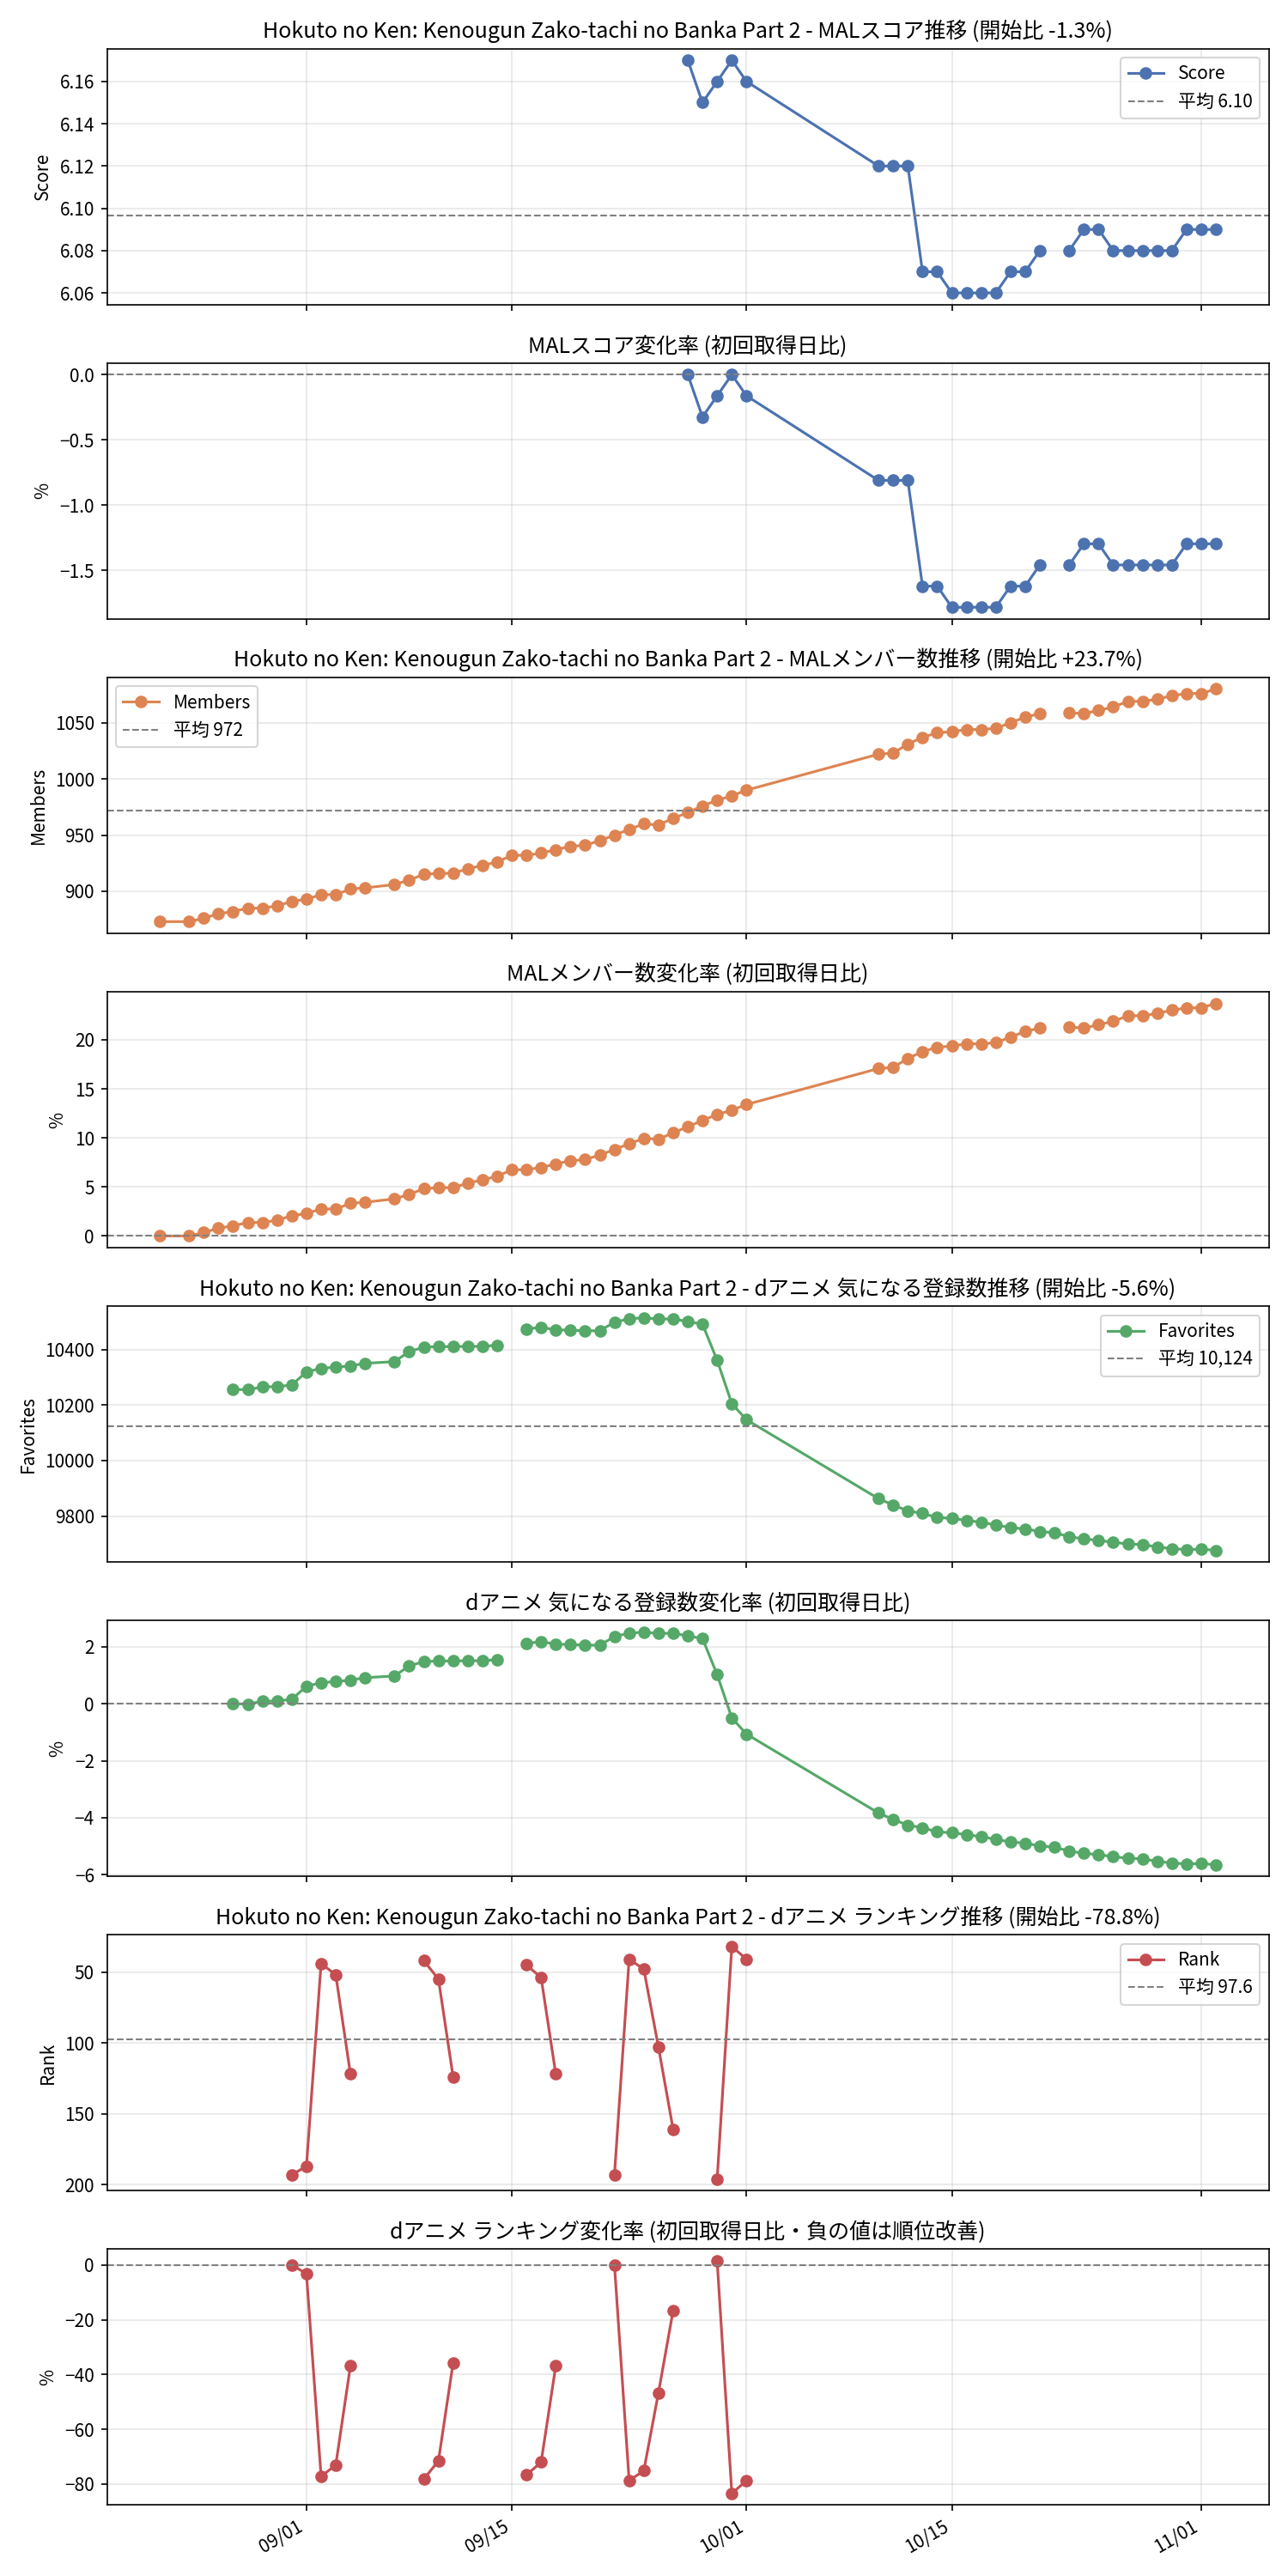 Hokuto no Ken: Kenougun Zako-tachi no Banka Part 2 - MALスコア推移 (開始比 -1.3%)
Score
平均 6.10
Score
6.16
6.14
6.12
6.10
6.08
6.06
MALスコア変化率 (初回取得日比)
%
0.0
−0.5
−1.0
−1.5
Hokuto no Ken: Kenougun Zako-tachi no Banka Part 2 - MALメンバー数推移 (開始比 +23.7%)
Members
平均 972
Members
1050
1000
950
900
MALメンバー数変化率 (初回取得日比)
%
20
15
10
5
0
Hokuto no Ken: Kenougun Zako-tachi no Banka Part 2 - dアニメ 気になる登録数推移 (開始比 -5.6%)
Favorites
平均 10,124
Favorites
10400
10200
10000
9800
dアニメ 気になる登録数変化率 (初回取得日比)
%
2
0
−2
−4
−6
Hokuto no Ken: Kenougun Zako-tachi no Banka Part 2 - dアニメ ランキング推移 (開始比 -78.8%)
Rank
平均 97.6
Rank
50
100
150
200
dアニメ ランキング変化率 (初回取得日比・負の値は順位改善)
%
0
−20
−40
−60
−80
09/01
09/15
10/01
10/15
11/01